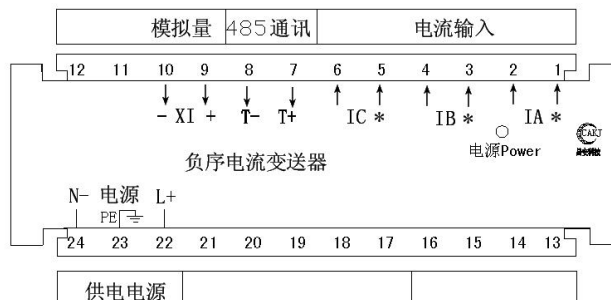 模拟量 485通讯 电流输入
12 11 10 9 8 7 6 5 4 3 2 1
- XI + T- T+ IC * IB * IA *
CAKJ
电源Power
负序电流变送器
N- 电源 L+
PE
24 23 22 21 20 19 18 17 16 15 14 13
供电电源